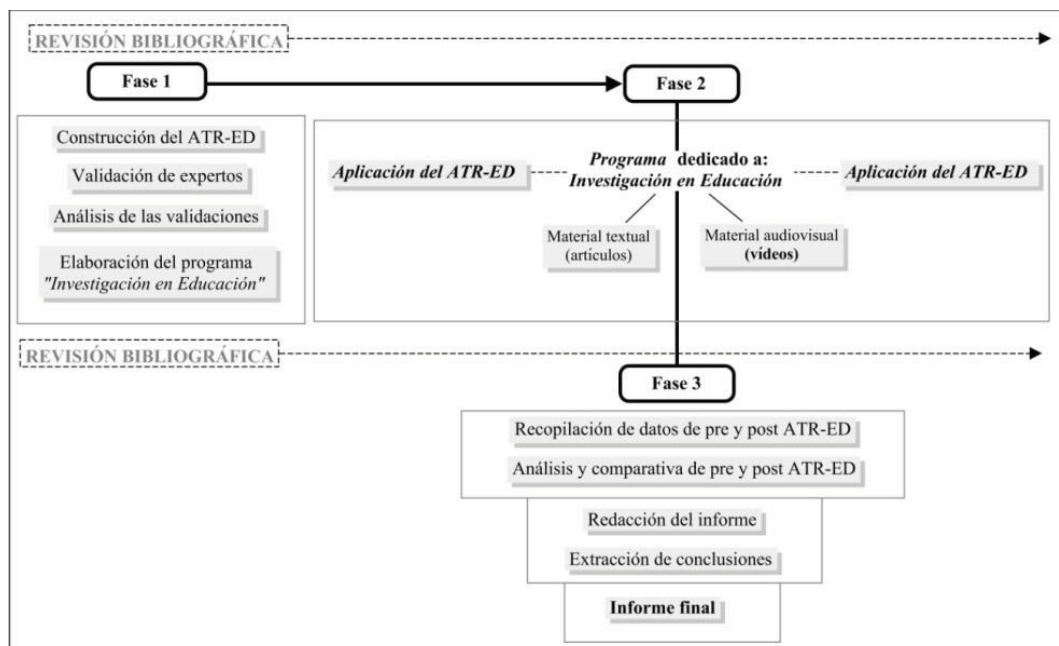 REVISIÓN BIBLIOGRÁFICA
Fase 1
Fase 2
Construcción del ATR-ED
Validación de expertos
Análisis de las validaciones
Elaboración del programa
"Investigación en Educación"
Aplicación del ATR-ED
Programa dedicado a:
Investigación en Educación
Aplicación del ATR-ED
Material textual
(artículos)
Material audiovisual
(vídeos)
REVISIÓN BIBLIOGRÁFICA
Fase 3
Recopilación de datos de pre y post ATR-ED
Análisis y comparativa de pre y post ATR-ED
Redacción del informe
Extracción de conclusiones
Informe final